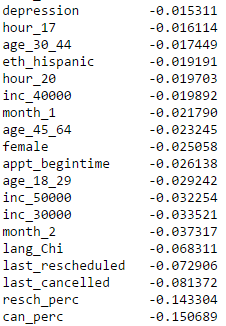 depression -0.015311
hour_17 -0.016114
age_30_44 -0.017449
eth_hispanic -0.019191
hour_20 -0.019703
inc_40000 -0.019892
month_1 -0.021790
age_45_64 -0.023245
female -0.025058
appt_begintime -0.026138
age_18_29 -0.029242
inc_50000 -0.032254
inc_30000 -0.033521
month_2 -0.037317
lang_Chi -0.068311
last_rescheduled -0.072906
last_cancelled -0.081372
resch_perc -0.143304
can_perc -0.150689